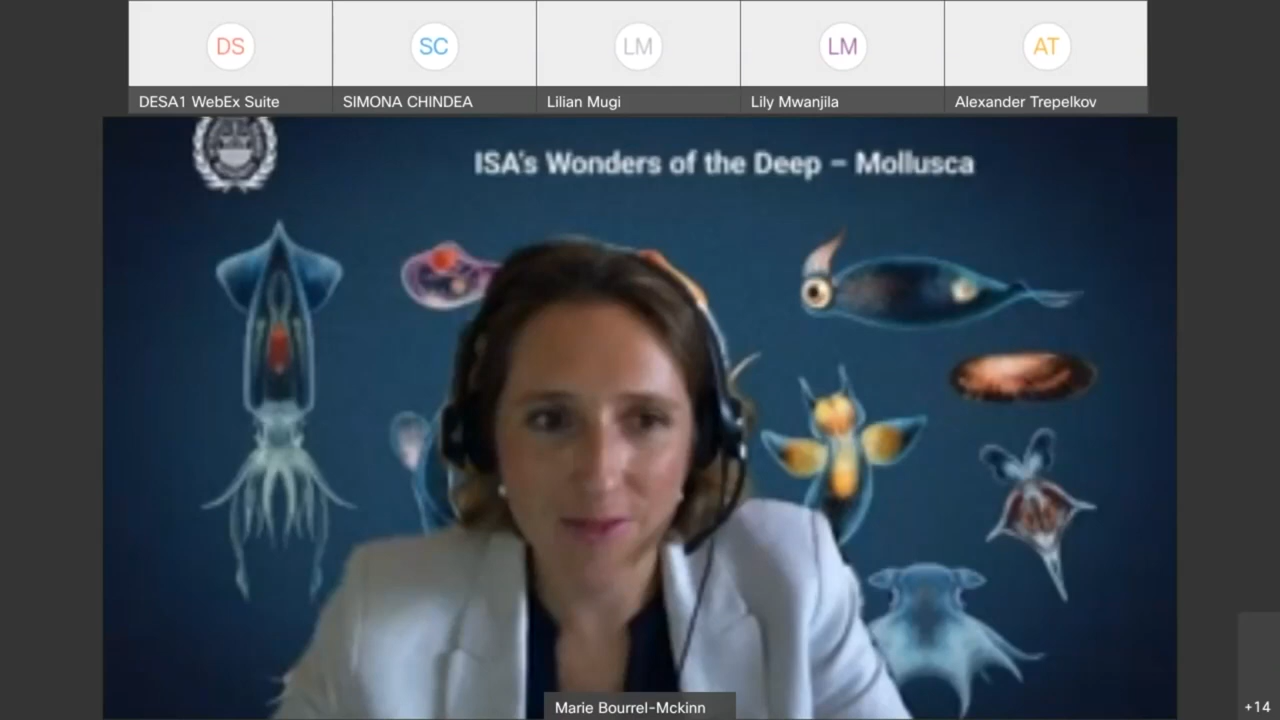 DS
SC
LM
LM
AT
DESA1 WebEx Suite
SIMONA CHINDEA
Lilian Mugi
Lily Mwanjila
Alexander Trepelkov
ISA's Wonders of the Deep – Mollusca
Marie Bourrel-Mckinn
+14